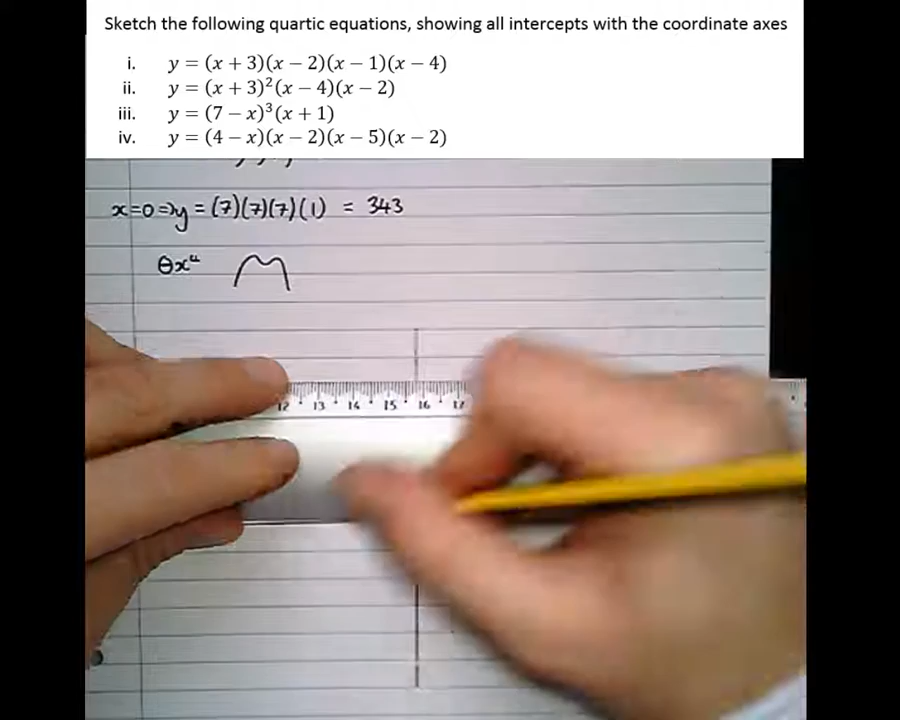 Sketch the following quartic equations, showing all intercepts with the coordinate axes
i. y = (x + 3)(x − 2)(x − 1)(x − 4)
ii. y = (x + 3)²(x − 4)(x − 2)
iii. y = (7 − x)³(x + 1)
iv. y = (4 − x)(x − 2)(x − 5)(x − 2)
x=0 ⇒ y = (7)(7)(7)(1) = 343
⊖x⁴
12 13 14 15 16 17